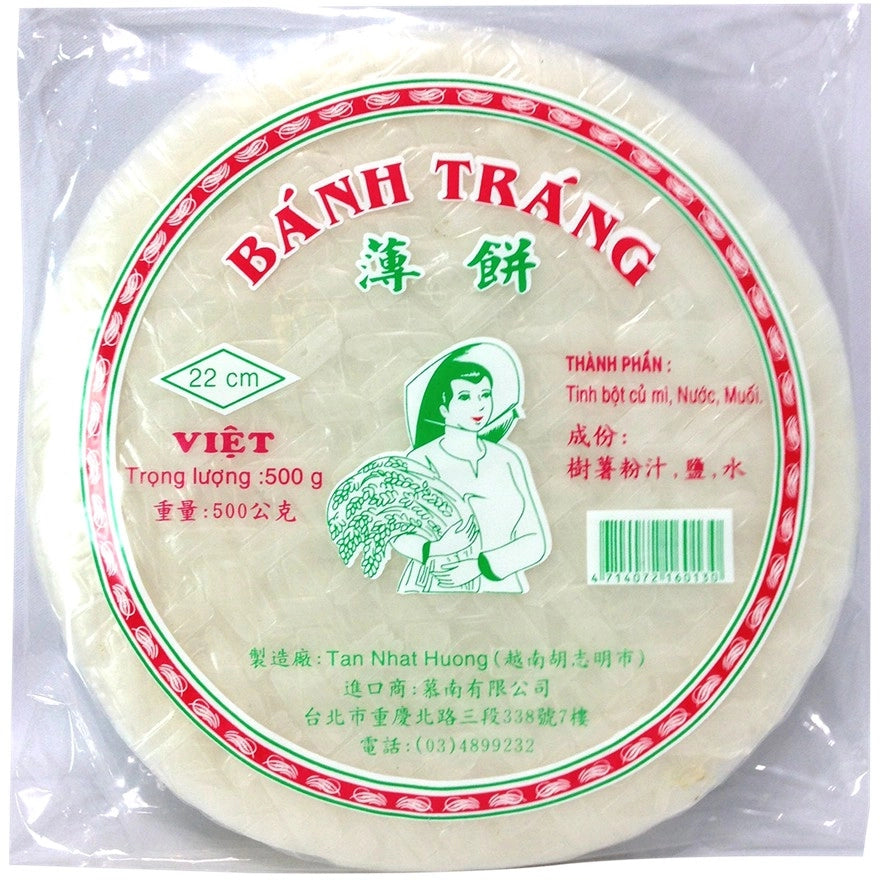 BÁNH TRÁNG
薄餅
22 cm
VIỆT
Trọng lượng :500 g
重量:500公克
THÀNH PHẦN :
Tinh bột củ mì, Nước, Muối.
成份:
樹薯粉汁,鹽,水
4 714072 160130
製造廠:Tan Nhat Huong(越南胡志明市)
進口商:慕南有限公司
台北市重慶北路三段338號7樓
電話:(03)4899232